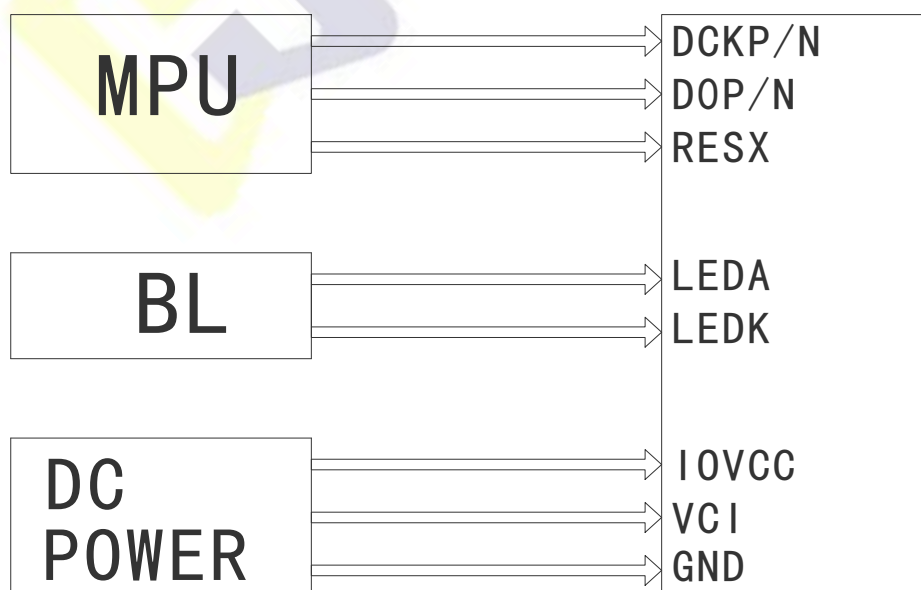 MPU
DCKP/N
DOP/N
RESX
BL
LEDA
LEDK
DC
POWER
IOVCC
VCI
GND